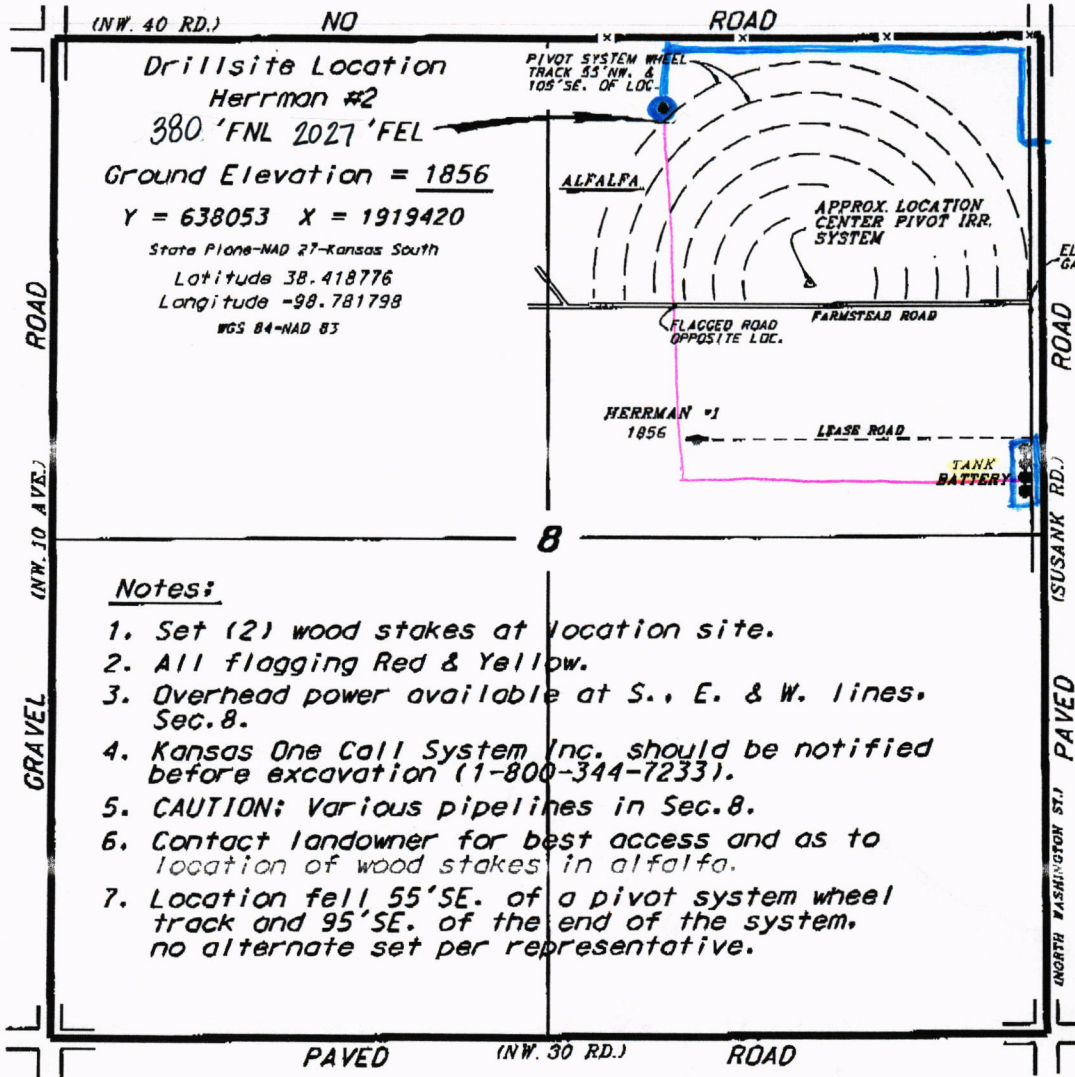 (NW. 40 RD.) NO ROAD
Drillsite Location
Herrman #2
380 'FNL 2027 'FEL
Ground Elevation = 1856
Y = 638053 X = 1919420
State Plane-NAD 27-Kansas South
Latitude 38.418776
Longitude -98.781798
WGS 84-NAD 83
PIVOT SYSTEM WHEEL
TRACK 55'NW. &
105'SE. OF LOC.
ALFALFA
APPROX. LOCATION
CENTER PIVOT IRR.
SYSTEM
FLAGGED ROAD
OPPOSITE LOC.
FARMSTEAD ROAD
HERRMAN #1
1856
LEASE ROAD
TANK
BATTERY
8
Notes:
1. Set (2) wood stakes at location site.
2. All flagging Red & Yellow.
3. Overhead power available at S., E. & W. lines.
Sec.8.
4. Kansas One Call System Inc. should be notified
before excavation (1-800-344-7233).
5. CAUTION: Various pipelines in Sec.8.
6. Contact landowner for best access and as to
location of wood stakes in alfalfa.
7. Location fell 55'SE. of a pivot system wheel
track and 95'SE. of the end of the system.
no alternate set per representative.
GRAVEL (NW. 10 AVE.) ROAD
(NORTH WASHINGTON ST.) PAVED (SUSANK RD.) ROAD
PAVED (NW. 30 RD.) ROAD